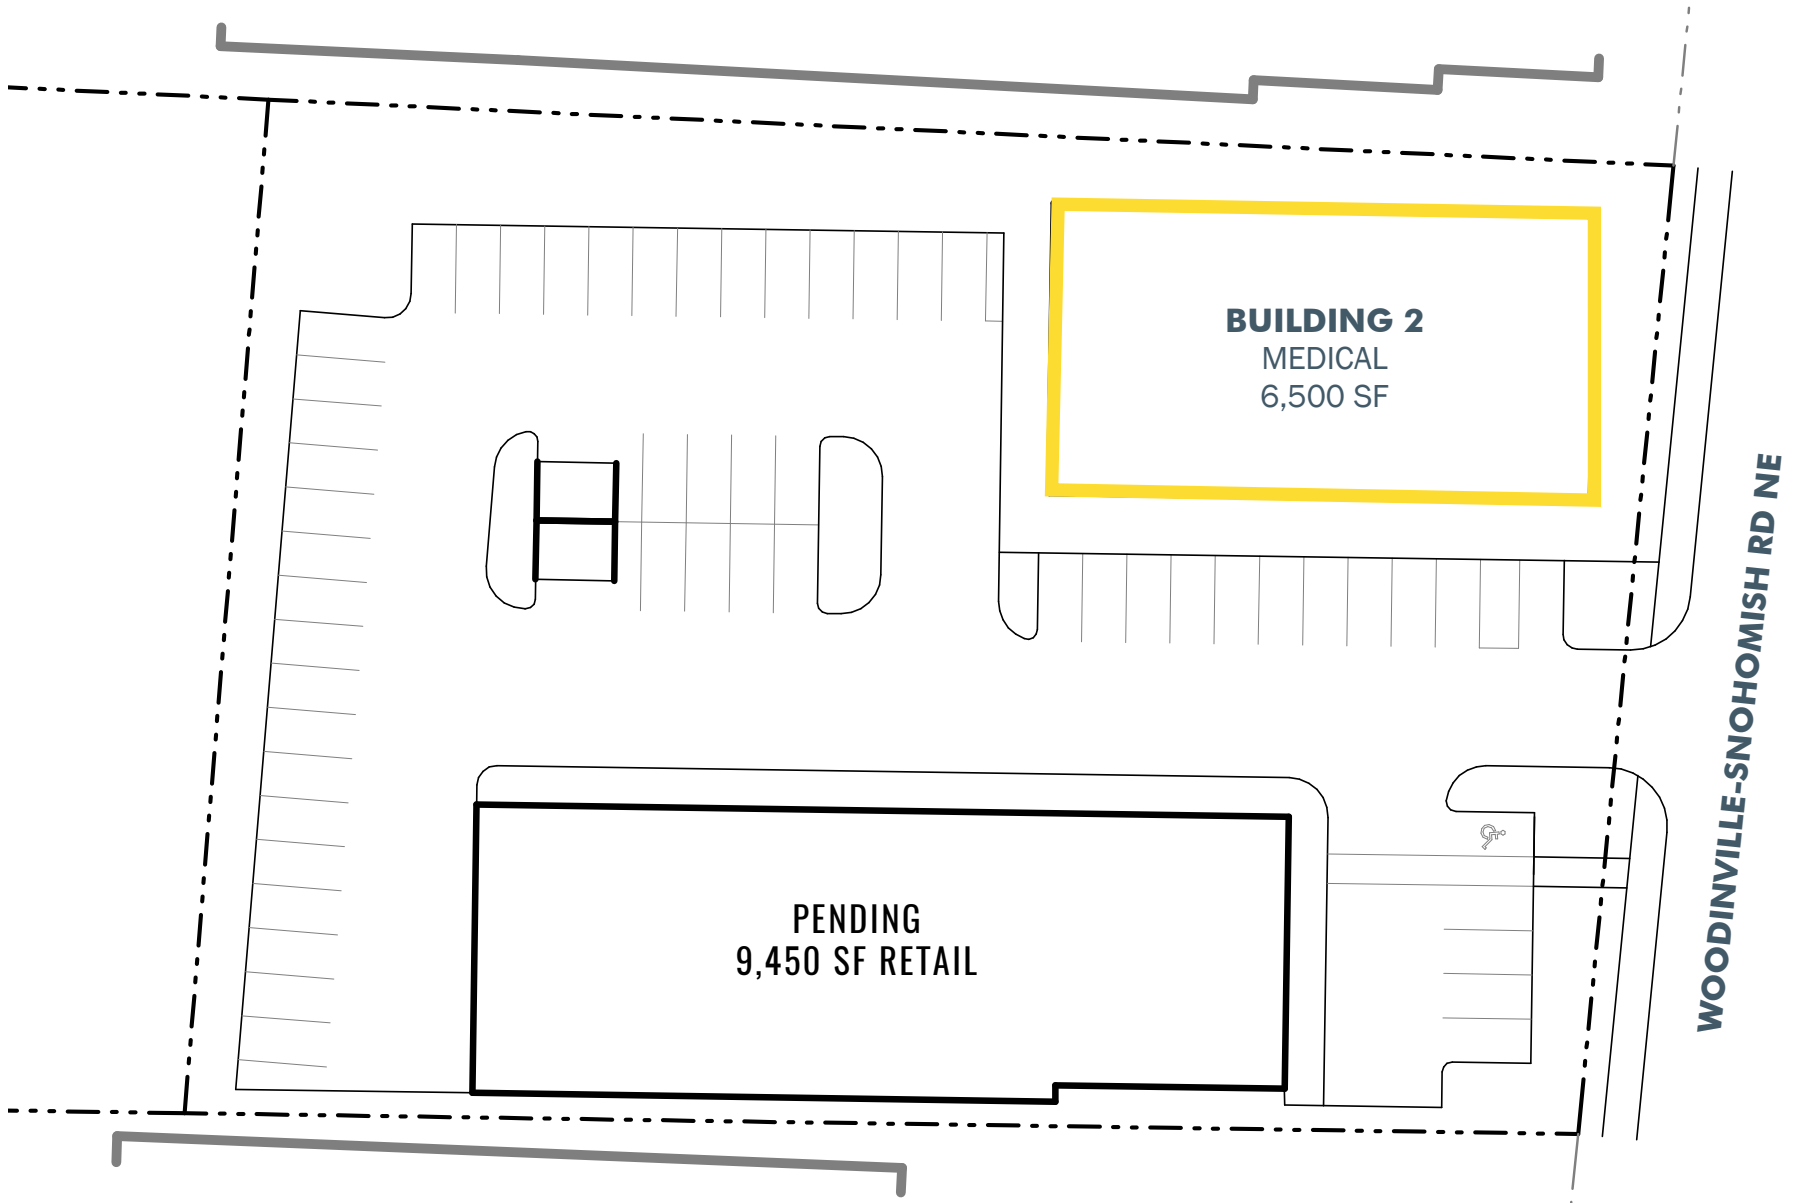 BUILDING 2
MEDICAL
6,500 SF
WOODINVILLE-SNOHOMISH RD NE
PENDING
9,450 SF RETAIL